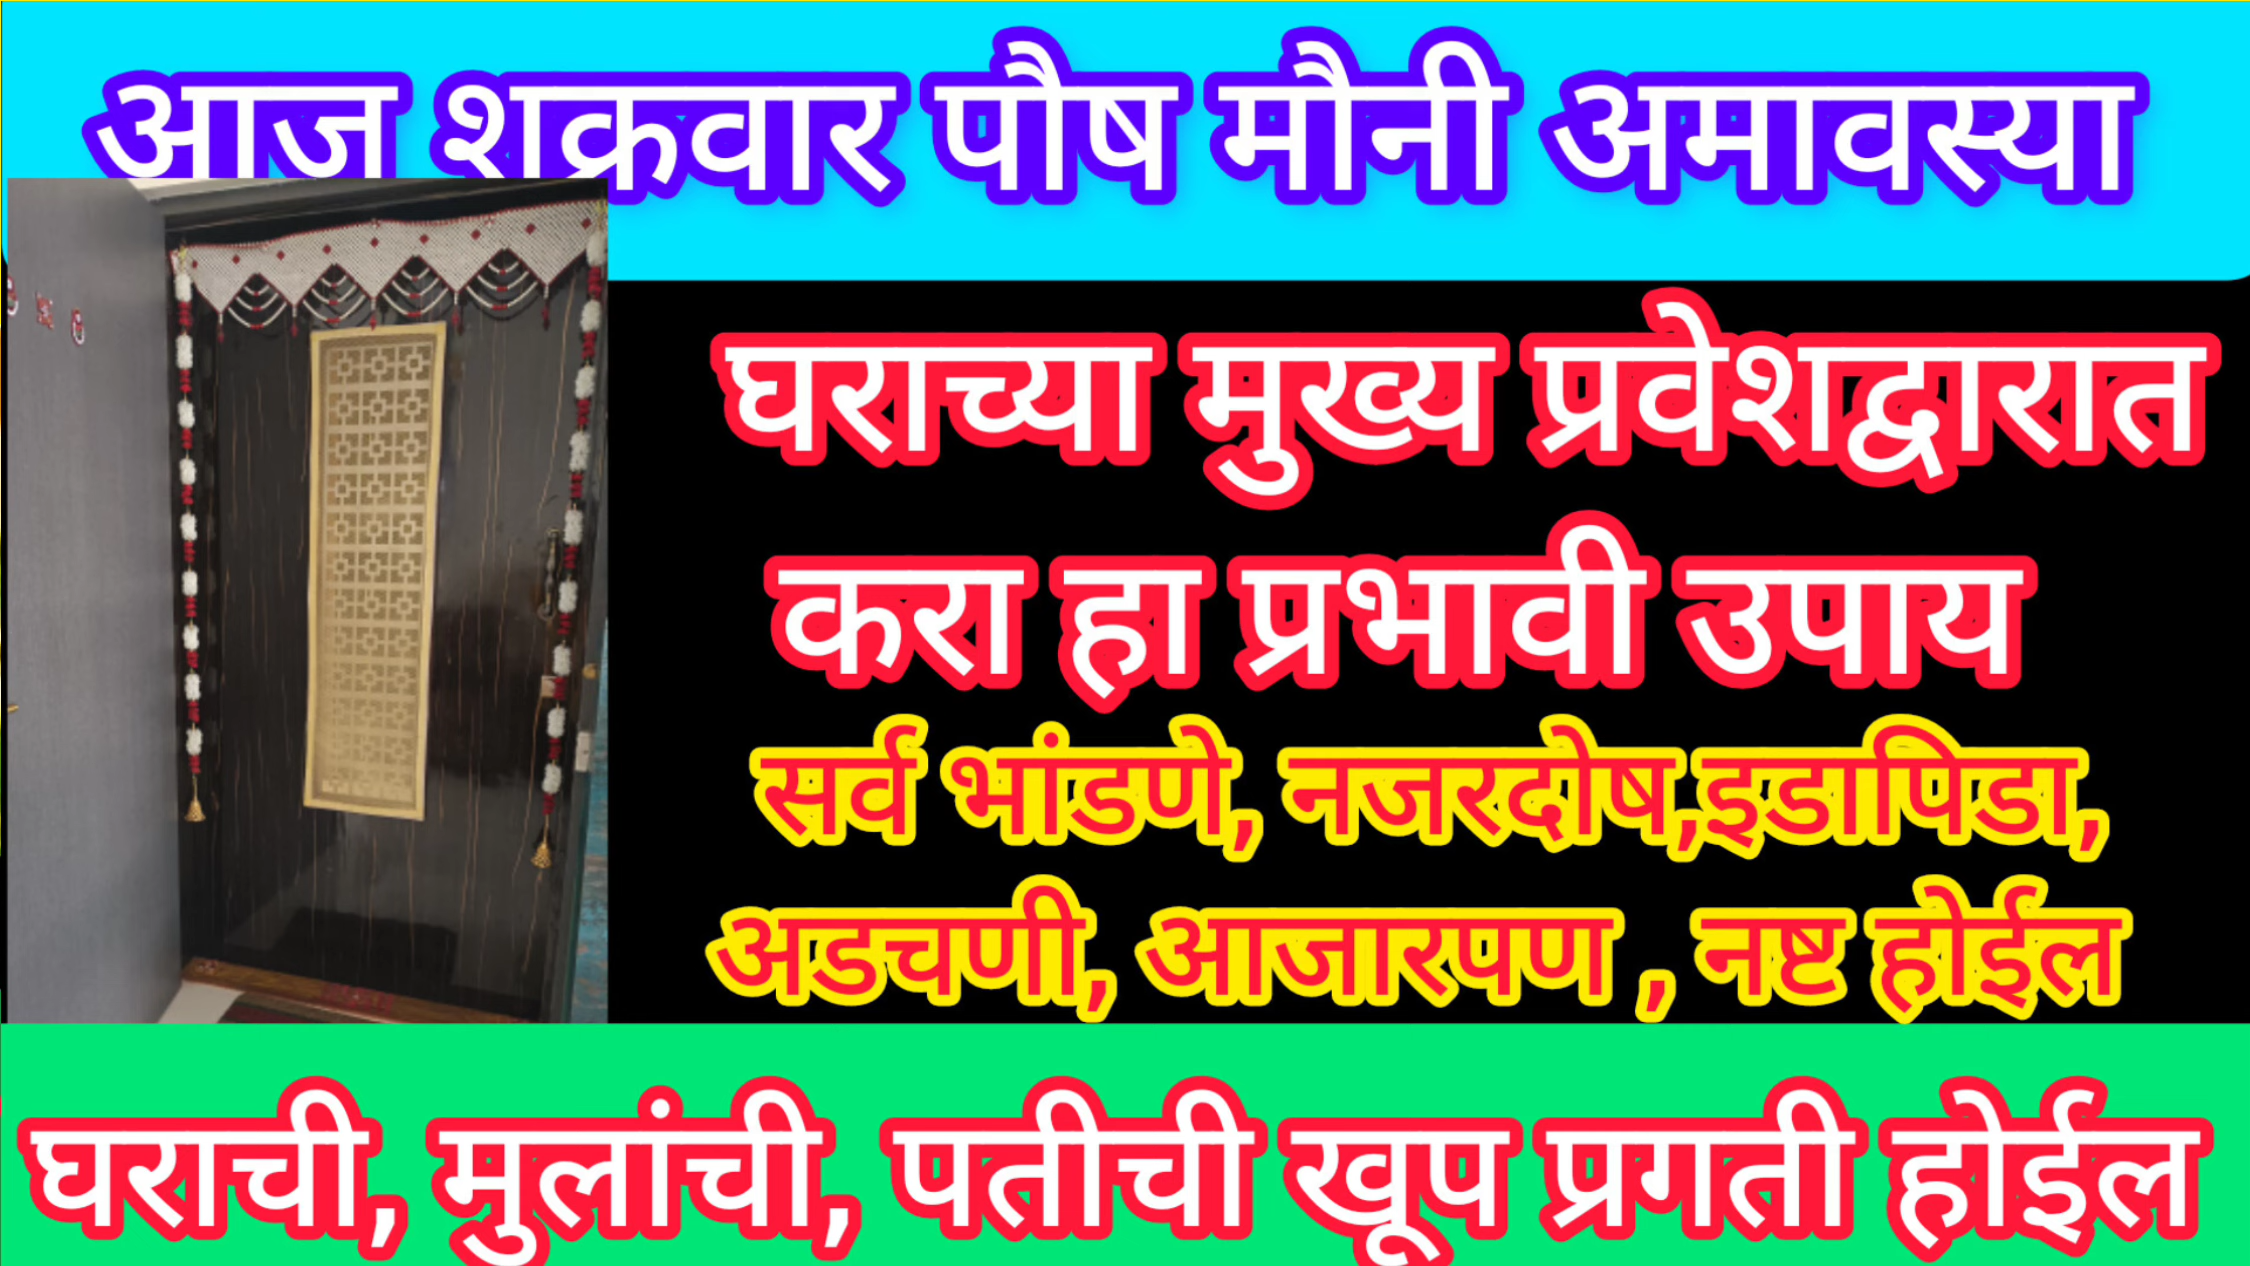 आज शक्रवार पौष मौनी अमावस्या
घराच्या मुख्य प्रवेशद्वारात
करा हा प्रभावी उपाय
सर्व भांडणे, नजरदोष,इडापिडा,
अडचणी, आजारपण , नष्ट होईल
घराची, मुलांची, पतीची खूप प्रगती होईल